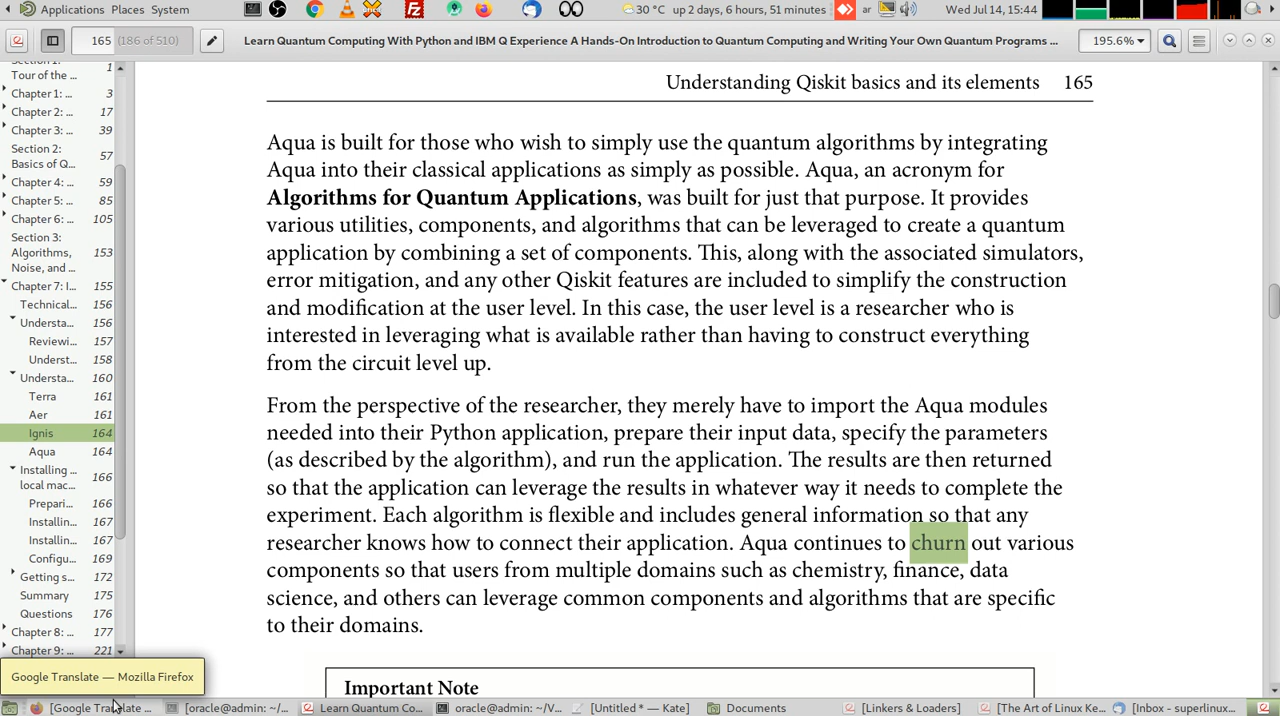 Applications Places System
30 °C up 2 days, 6 hours, 51 minutes ar Wed Jul 14, 15:44
165 (186 of 510) Learn Quantum Computing With Python and IBM Q Experience A Hands-On Introduction to Quantum Computing and Writing Your Own Quantum Programs ... 195.6%
Section 1:
Tour of the ... 1
Chapter 1: ... 3
Chapter 2: ... 17
Chapter 3: ... 39
Section 2:
Basics of Q... 57
Chapter 4: ... 59
Chapter 5: ... 85
Chapter 6: ... 105
Section 3:
Algorithms,
Noise, and ... 153
Chapter 7: I... 155
Technical...
Understa... 156
Reviewi... 157
Underst... 158
Understa... 160
Terra 161
Aer 161
Ignis 164
Aqua 164
Installing ...
local mac... 166
Prepari... 166
Installin... 167
Installin... 167
Configu... 169
Getting s... 172
Summary 175
Questions 176
Chapter 8: ... 177
Chapter 9: ... 221
Understanding Qiskit basics and its elements 165
Aqua is built for those who wish to simply use the quantum algorithms by integrating
Aqua into their classical applications as simply as possible. Aqua, an acronym for
Algorithms for Quantum Applications, was built for just that purpose. It provides
various utilities, components, and algorithms that can be leveraged to create a quantum
application by combining a set of components. This, along with the associated simulators,
error mitigation, and any other Qiskit features are included to simplify the construction
and modification at the user level. In this case, the user level is a researcher who is
interested in leveraging what is available rather than having to construct everything
from the circuit level up.
From the perspective of the researcher, they merely have to import the Aqua modules
needed into their Python application, prepare their input data, specify the parameters
(as described by the algorithm), and run the application. The results are then returned
so that the application can leverage the results in whatever way it needs to complete the
experiment. Each algorithm is flexible and includes general information so that any
researcher knows how to connect their application. Aqua continues to churn out various
components so that users from multiple domains such as chemistry, finance, data
science, and others can leverage common components and algorithms that are specific
to their domains.
Important Note
Google Translate — Mozilla Firefox
[Google Translate ... [oracle@admin: ~/... Learn Quantum Co... oracle@admin: ~/V... [Untitled * — Kate] Documents [Linkers & Loaders] [The Art of Linux Ke... [Inbox - superlinux...